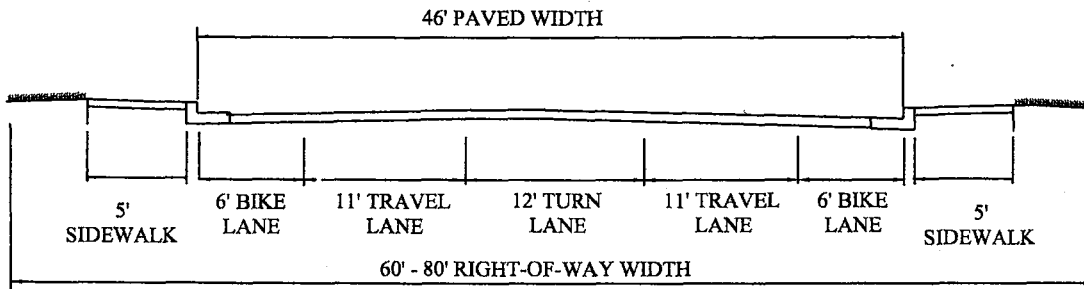 46' PAVED WIDTH
5'
SIDEWALK
6' BIKE
LANE
11' TRAVEL
LANE
12' TURN
LANE
11' TRAVEL
LANE
6' BIKE
LANE
5'
SIDEWALK
60' - 80' RIGHT-OF-WAY WIDTH